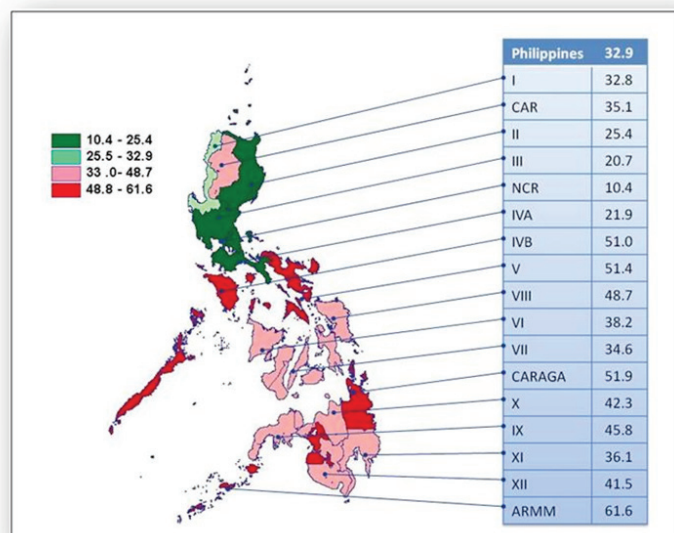 Philippines 32.9
I 32.8
CAR 35.1
II 25.4
III 20.7
NCR 10.4
IVA 21.9
IVB 51.0
V 51.4
VIII 48.7
VI 38.2
VII 34.6
CARAGA 51.9
X 42.3
IX 45.8
XI 36.1
XII 41.5
ARMM 61.6
10.4 - 25.4
25.5 - 32.9
33 .0- 48.7
48.8 - 61.6